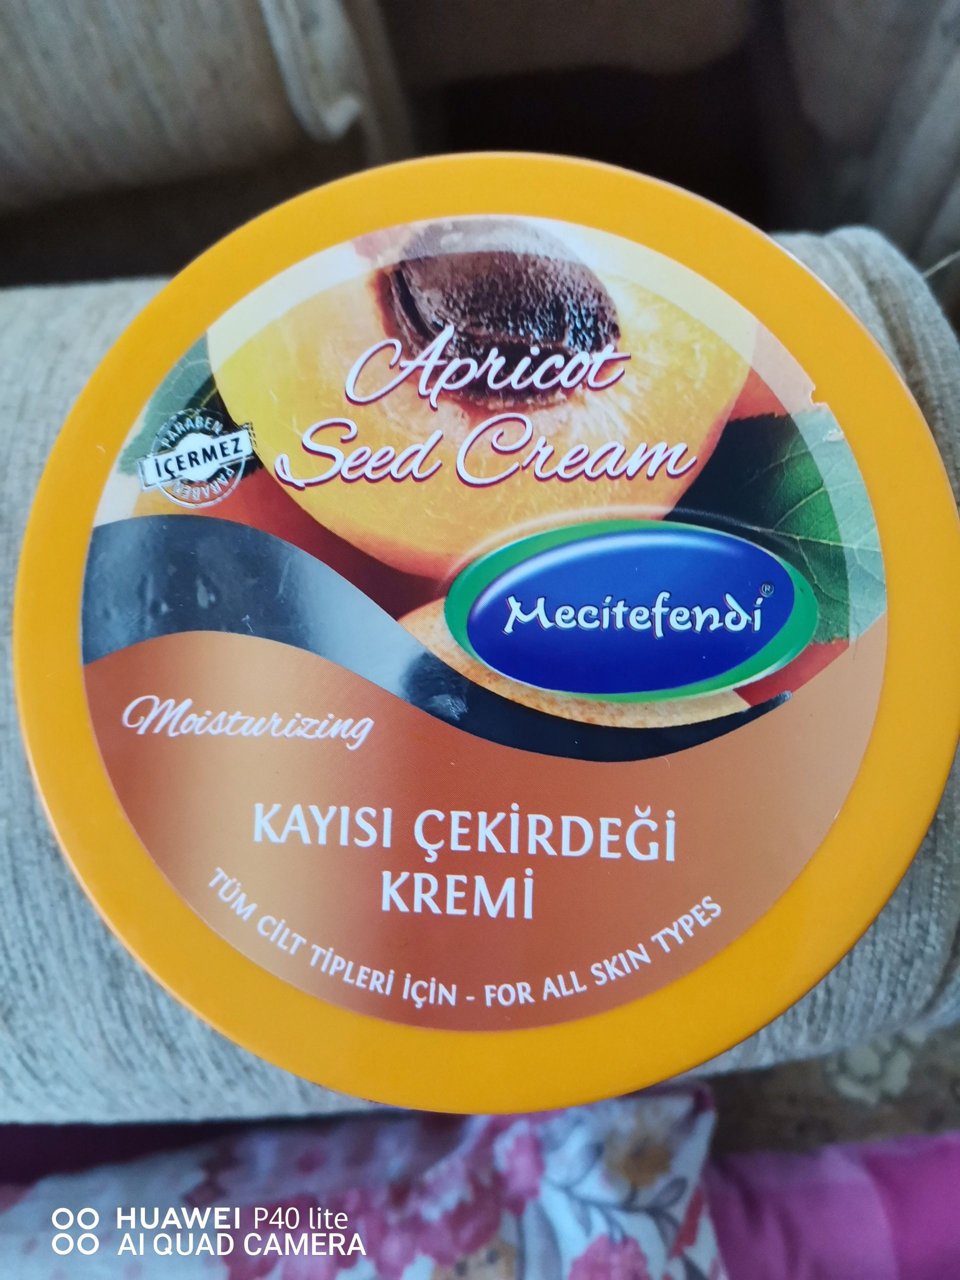 Apricot
Seed Cream
PARABEN
İÇERMEZ
PARABEN
Mecitefendi®
Moisturizing
KAYISI ÇEKİRDEĞİ
KREMİ
TÜM CİLT TİPLERİ İÇİN - FOR ALL SKIN TYPES
HUAWEI P40 lite
AI QUAD CAMERA